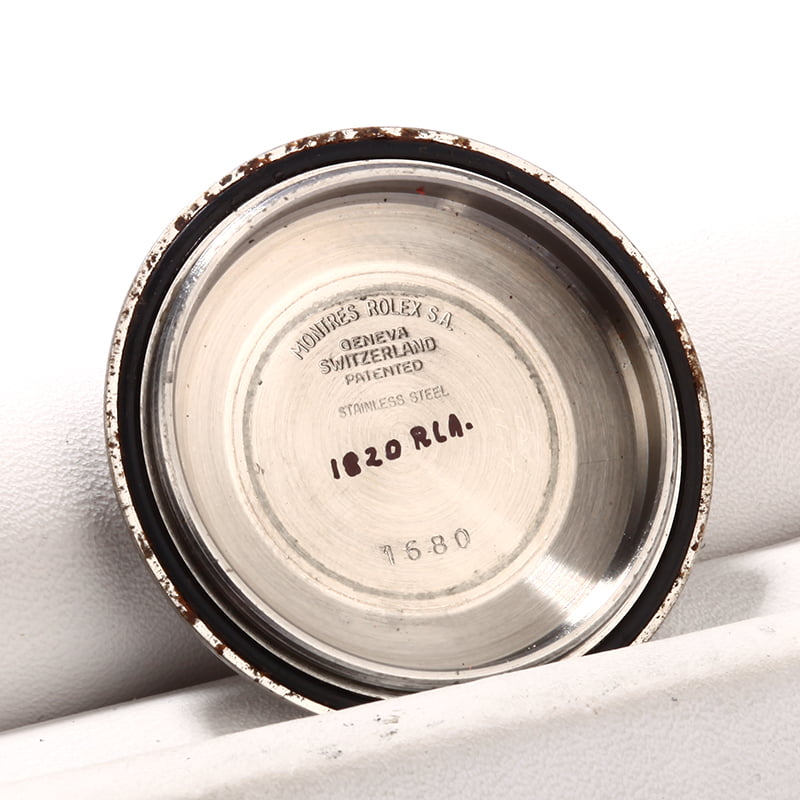 MONTRES ROLEX S.A.
GENEVA
SWITZERLAND
PATENTED
STAINLESS STEEL
1820 RLA.
1680